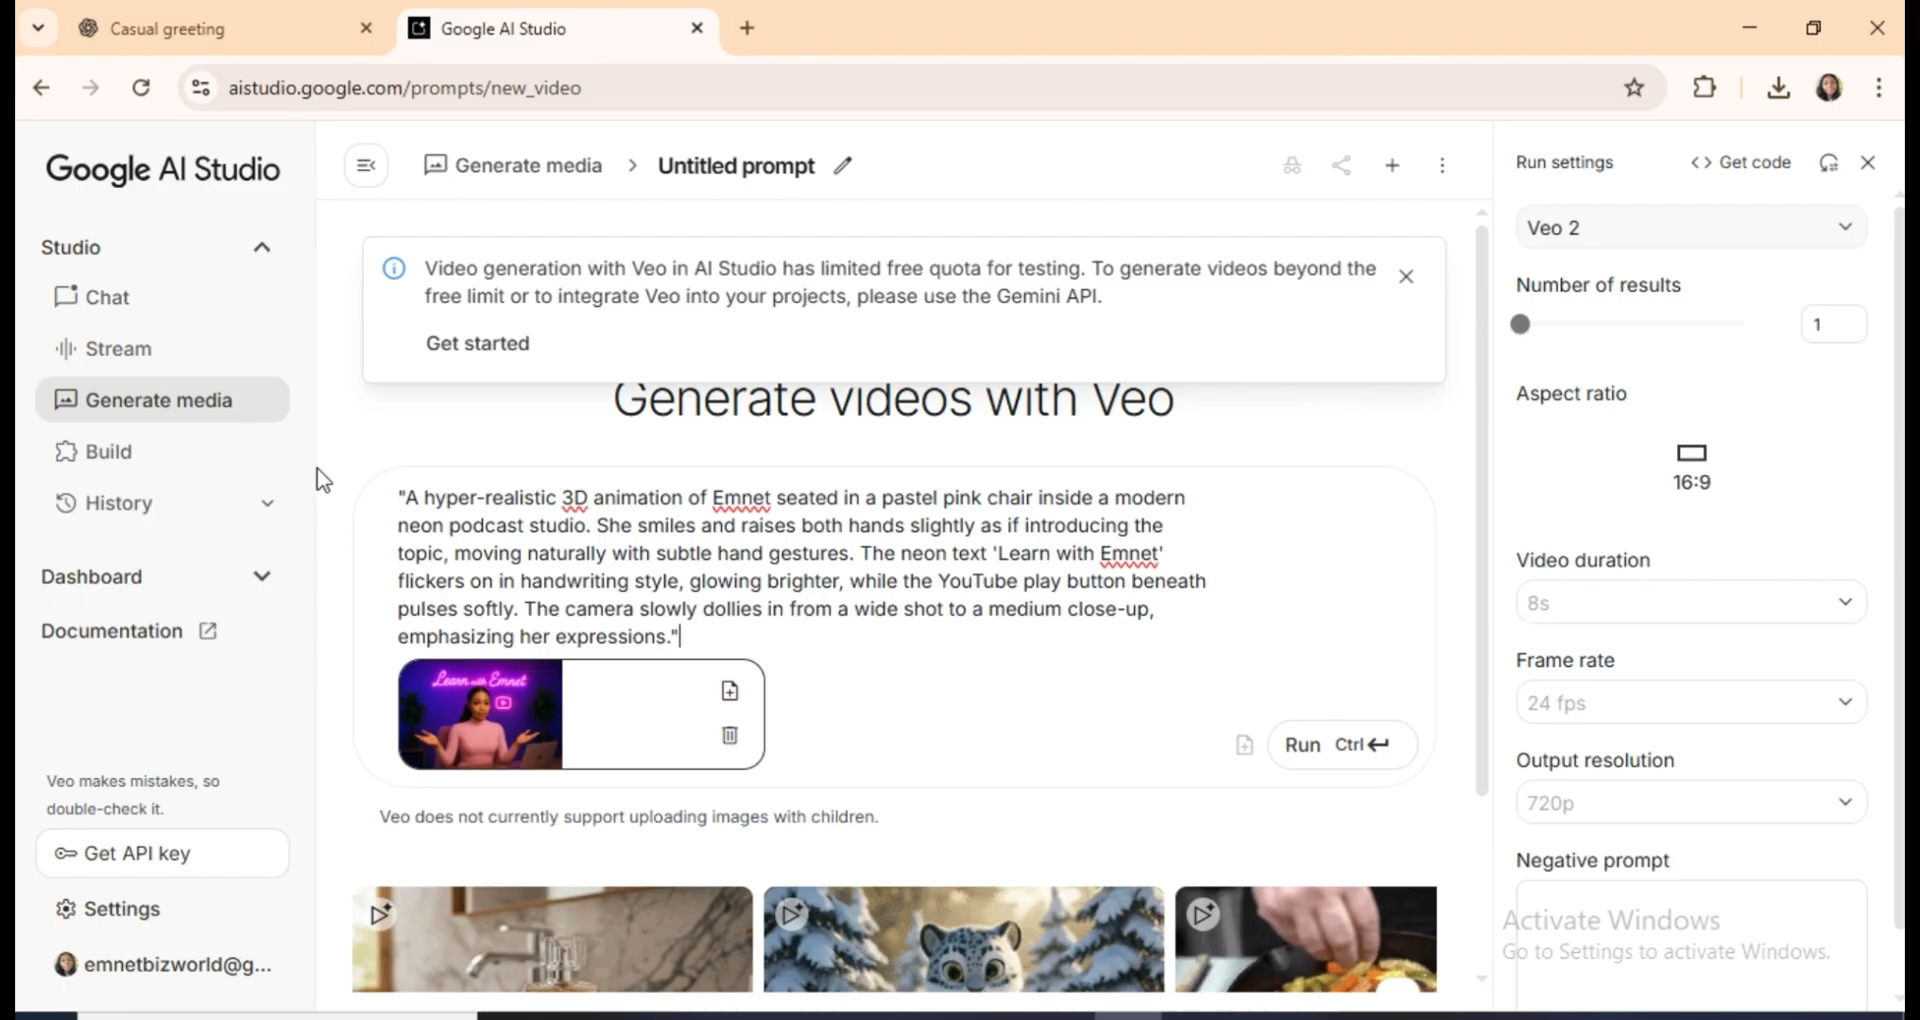 Casual greeting
Google AI Studio
aistudio.google.com/prompts/new_video
Google AI Studio
Studio
Chat
Stream
Generate media
Build
History
Dashboard
Documentation
Veo makes mistakes, so
double-check it.
Get API key
Settings
emnetbizworld@g...
Generate media
Untitled prompt
Video generation with Veo in AI Studio has limited free quota for testing. To generate videos beyond the
free limit or to integrate Veo into your projects, please use the Gemini API.
Get started
Generate videos with Veo
"A hyper-realistic 3D animation of Emnet seated in a pastel pink chair inside a modern
neon podcast studio. She smiles and raises both hands slightly as if introducing the
topic, moving naturally with subtle hand gestures. The neon text 'Learn with Emnet'
flickers on in handwriting style, glowing brighter, while the YouTube play button beneath
pulses softly. The camera slowly dollies in from a wide shot to a medium close-up,
emphasizing her expressions."
Learn with Emnet
Run Ctrl
Veo does not currently support uploading images with children.
Run settings
<> Get code
Veo 2
Number of results
1
Aspect ratio
16:9
Video duration
8s
Frame rate
24 fps
Output resolution
720p
Negative prompt
Activate Windows
Go to Settings to activate Windows.